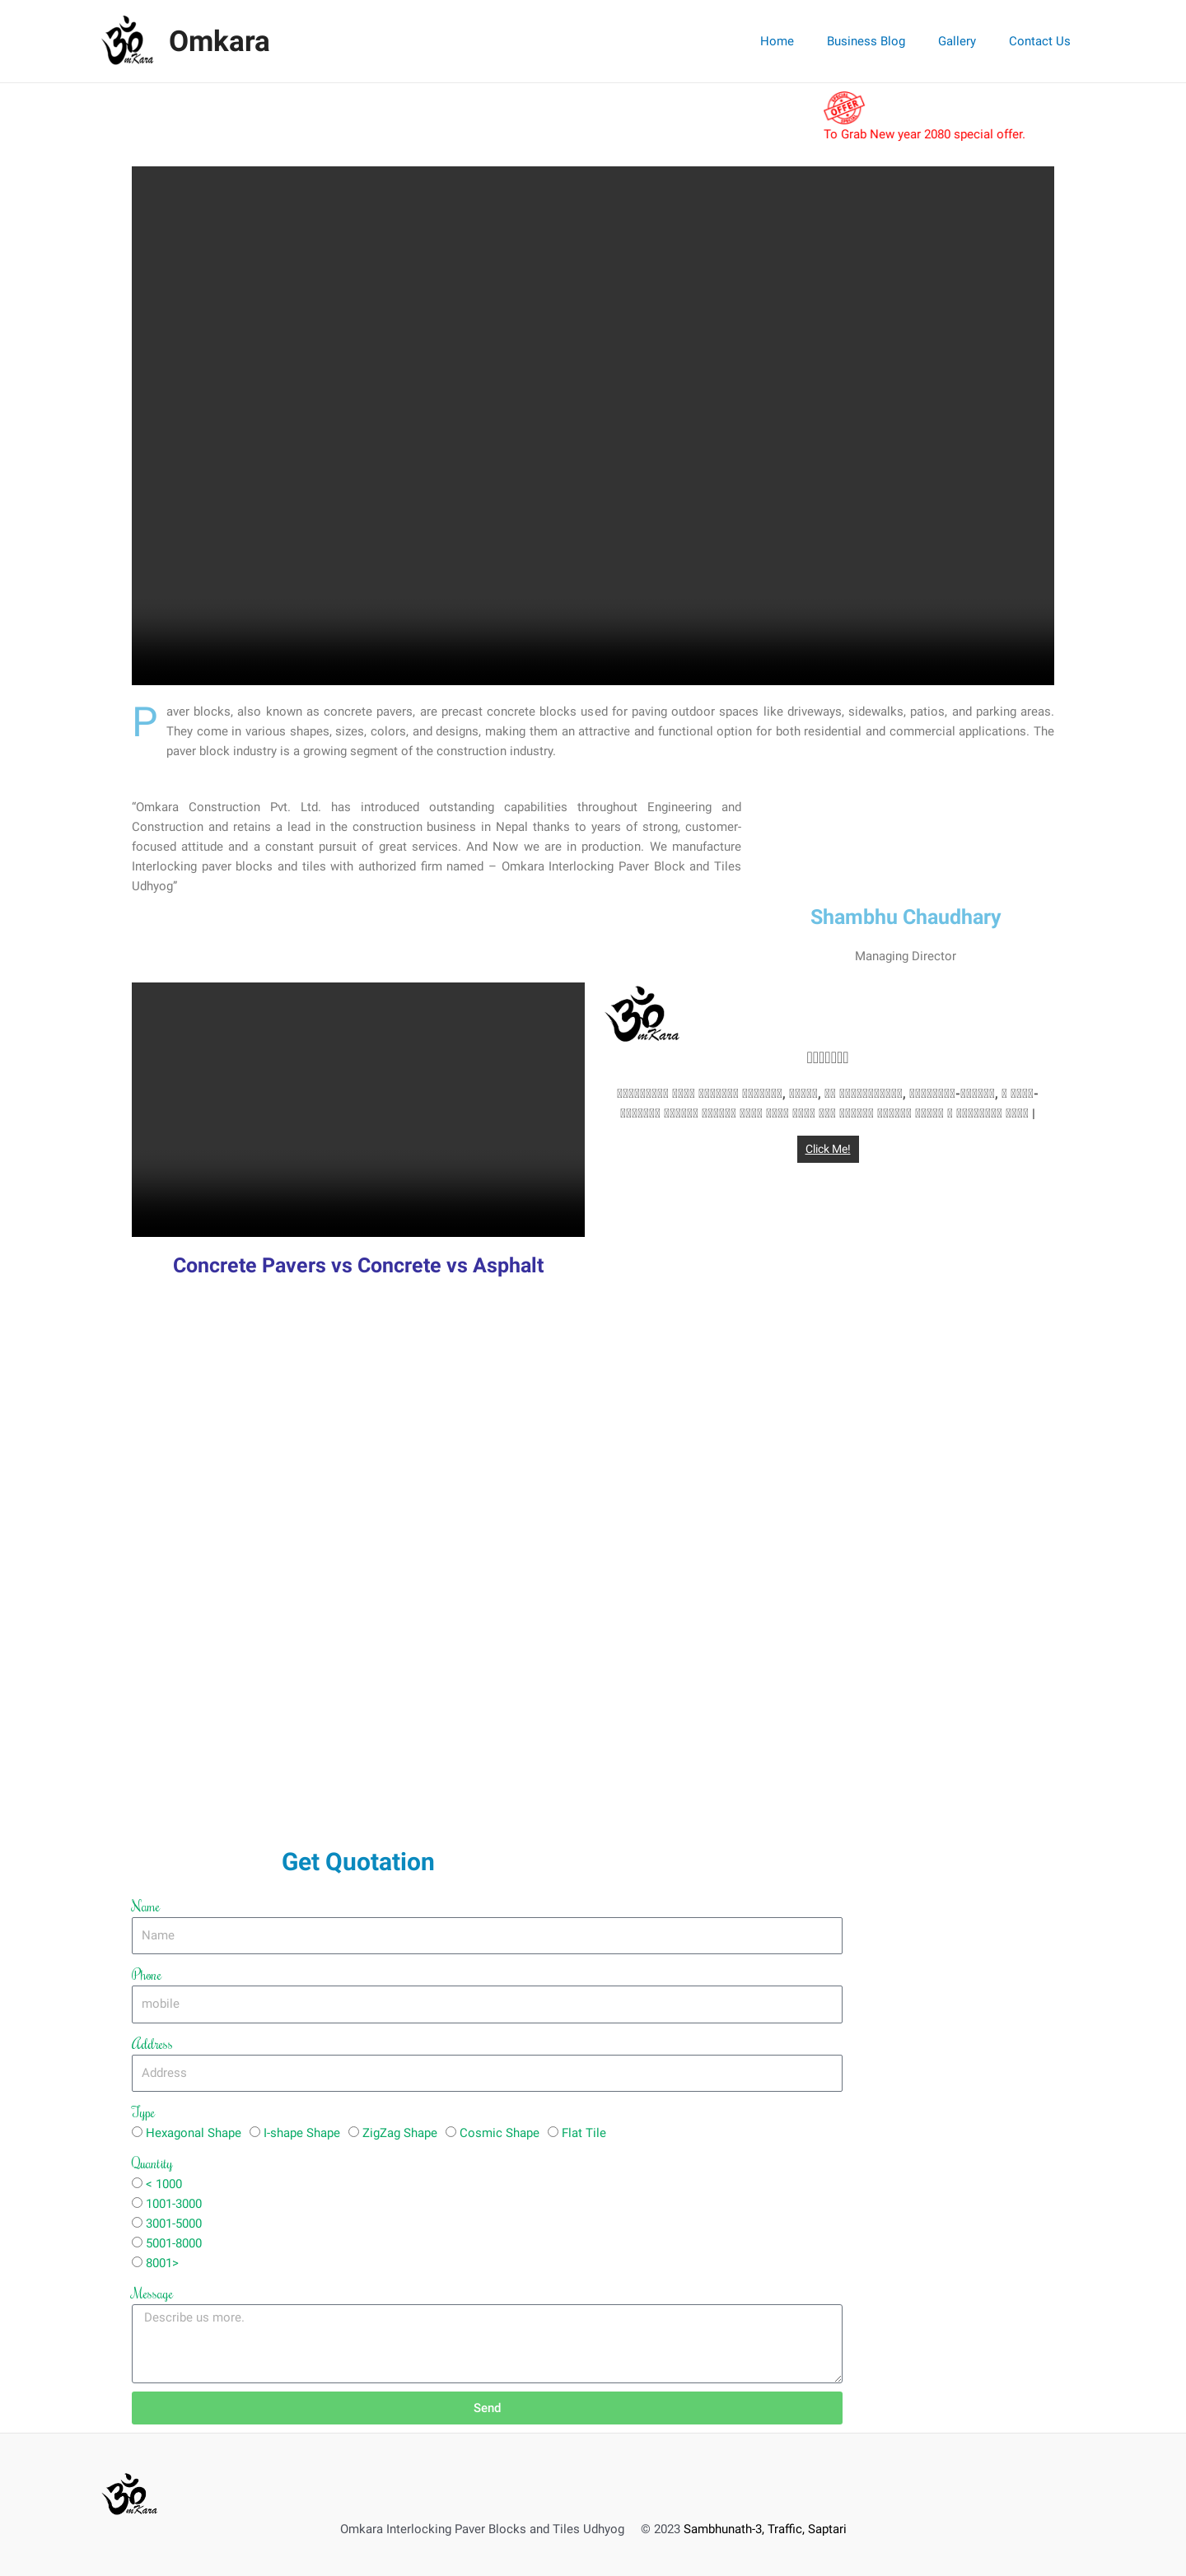 ॐmKara
Omkara
Home Business Blog Gallery Contact Us
SPECIAL OFFER SPECIAL
To Grab New year 2080 special offer.
Paver blocks, also known as concrete pavers, are precast concrete blocks used for paving outdoor spaces like driveways, sidewalks, patios, and parking areas.
They come in various shapes, sizes, colors, and designs, making them an attractive and functional option for both residential and commercial applications. The
paver block industry is a growing segment of the construction industry.
“Omkara Construction Pvt. Ltd. has introduced outstanding capabilities throughout Engineering and
Construction and retains a lead in the construction business in Nepal thanks to years of strong, customer-
focused attitude and a constant pursuit of great services. And Now we are in production. We manufacture
Interlocking paver blocks and tiles with authorized firm named – Omkara Interlocking Paver Block and Tiles
Udhyog”
Shambhu Chaudhary
Managing Director
ॐmKara
Click Me!
Concrete Pavers vs Concrete vs Asphalt
Get Quotation
Name
Name
Phone
mobile
Address
Address
Type
Hexagonal Shape I-shape Shape ZigZag Shape Cosmic Shape Flat Tile
Quantity
< 1000
1001-3000
3001-5000
5001-8000
8001>
Message
Describe us more.
Send
ॐmKara
Omkara Interlocking Paver Blocks and Tiles Udhyog © 2023 Sambhunath-3, Traffic, Saptari